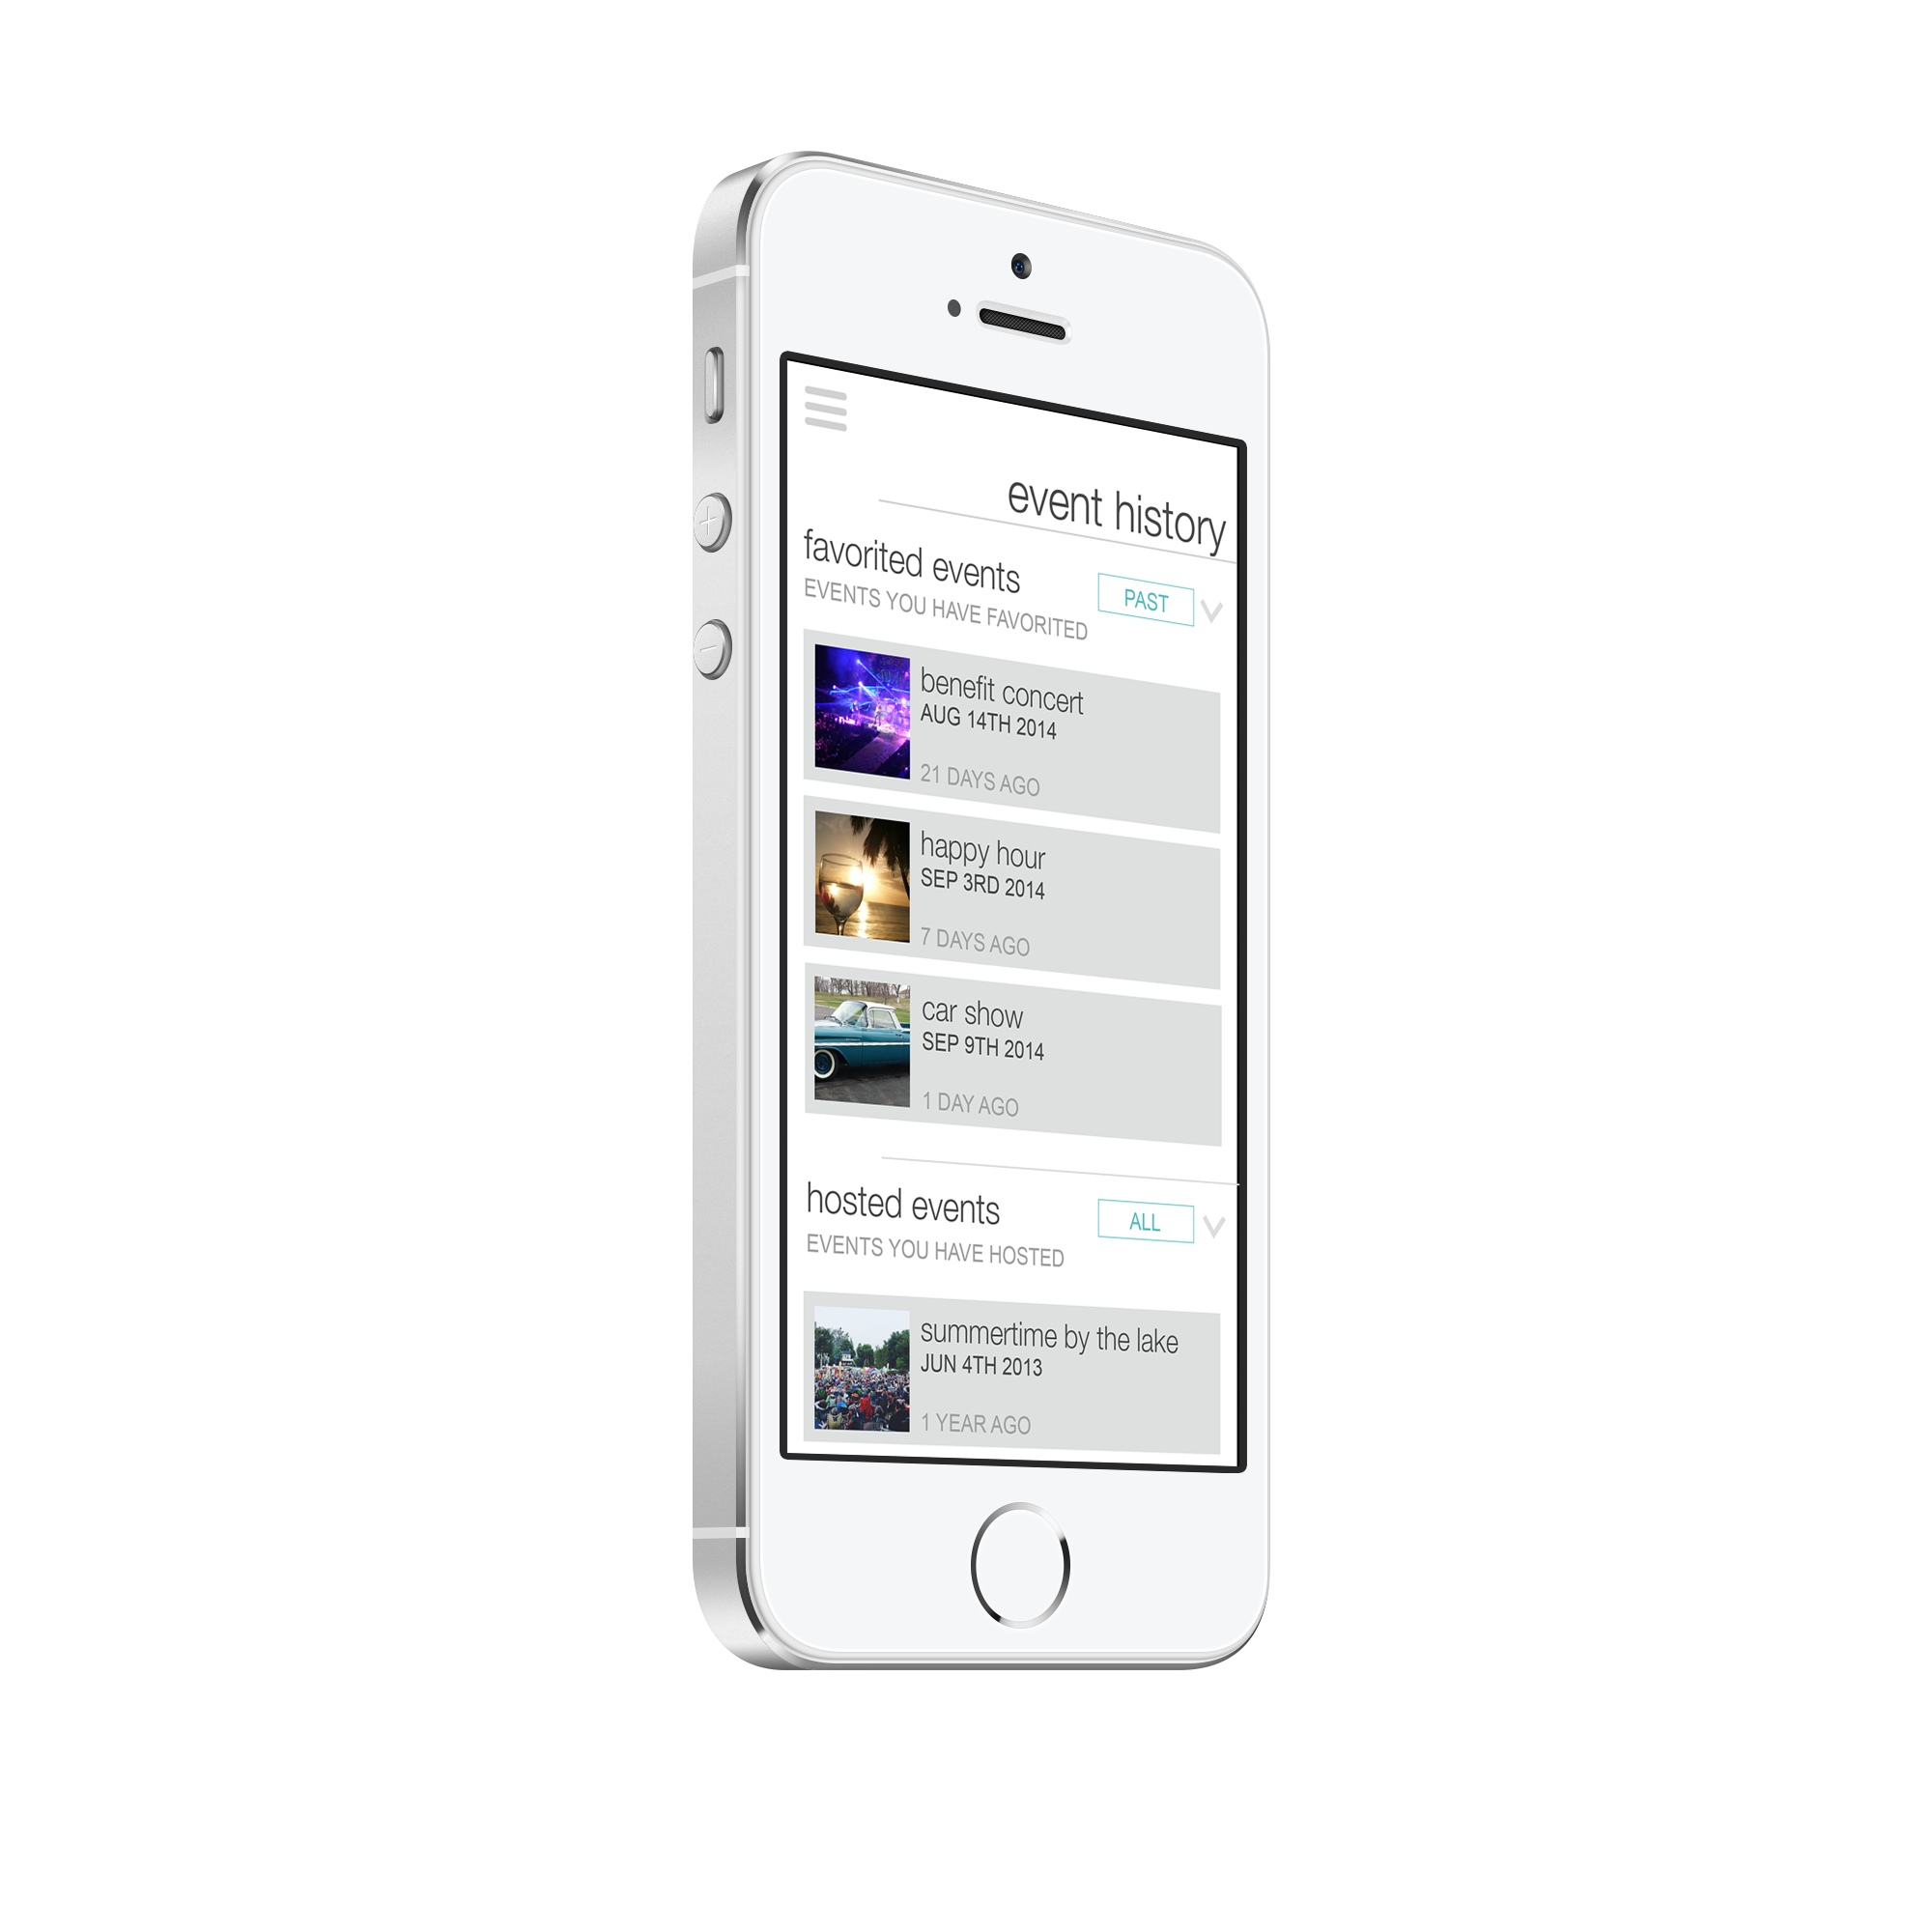 event history
favorited events
EVENTS YOU HAVE FAVORITED
PAST
benefit concert
AUG 14TH 2014
21 DAYS AGO
happy hour
SEP 3RD 2014
7 DAYS AGO
car show
SEP 9TH 2014
1 DAY AGO
hosted events
EVENTS YOU HAVE HOSTED
ALL
summertime by the lake
JUN 4TH 2013
1 YEAR AGO